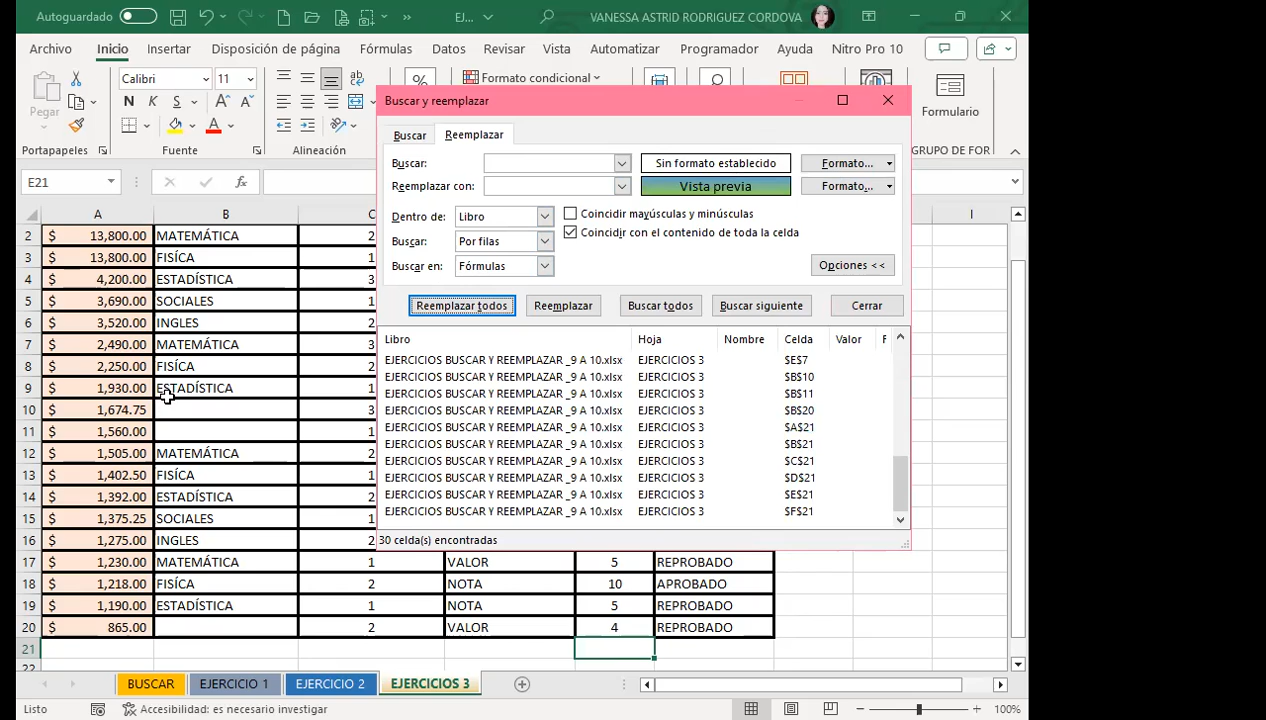 Autoguardado
EJ...
VANESSA ASTRID RODRIGUEZ CORDOVA
Archivo Inicio Insertar Disposición de página Fórmulas Datos Revisar Vista Automatizar Programador Ayuda Nitro Pro 10
Pegar
Calibri 11
N K S
Formato condicional
Formulario
Portapapeles Fuente Alineación GRUPO DE FOR
E21
Buscar y reemplazar
Buscar Reemplazar
Buscar: Sin formato establecido Formato...
Reemplazar con: Vista previa Formato...
Dentro de: Libro Coincidir mayúsculas y minúsculas
Buscar: Por filas Coincidir con el contenido de toda la celda
Buscar en: Fórmulas
Opciones <<
Reemplazar todos Reemplazar Buscar todos Buscar siguiente Cerrar
Libro Hoja Nombre Celda Valor F
EJERCICIOS BUSCAR Y REEMPLAZAR _9 A 10.xlsx EJERCICIOS 3 $E$7
EJERCICIOS BUSCAR Y REEMPLAZAR _9 A 10.xlsx EJERCICIOS 3 $B$10
EJERCICIOS BUSCAR Y REEMPLAZAR _9 A 10.xlsx EJERCICIOS 3 $B$11
EJERCICIOS BUSCAR Y REEMPLAZAR _9 A 10.xlsx EJERCICIOS 3 $B$20
EJERCICIOS BUSCAR Y REEMPLAZAR _9 A 10.xlsx EJERCICIOS 3 $A$21
EJERCICIOS BUSCAR Y REEMPLAZAR _9 A 10.xlsx EJERCICIOS 3 $B$21
EJERCICIOS BUSCAR Y REEMPLAZAR _9 A 10.xlsx EJERCICIOS 3 $C$21
EJERCICIOS BUSCAR Y REEMPLAZAR _9 A 10.xlsx EJERCICIOS 3 $D$21
EJERCICIOS BUSCAR Y REEMPLAZAR _9 A 10.xlsx EJERCICIOS 3 $E$21
EJERCICIOS BUSCAR Y REEMPLAZAR _9 A 10.xlsx EJERCICIOS 3 $F$21
30 celda(s) encontradas
A B C I
2 $ 13,800.00 MATEMÁTICA 2
3 $ 13,800.00 FISÍCA 1
4 $ 4,200.00 ESTADÍSTICA 3
5 $ 3,690.00 SOCIALES 1
6 $ 3,520.00 INGLES 2
7 $ 2,490.00 MATEMÁTICA 3
8 $ 2,250.00 FISÍCA 2
9 $ 1,930.00 ESTADÍSTICA 1
10 $ 1,674.75 3
11 $ 1,560.00 1
12 $ 1,505.00 MATEMÁTICA 2
13 $ 1,402.50 FISÍCA 1
14 $ 1,392.00 ESTADÍSTICA 2
15 $ 1,375.25 SOCIALES 1
16 $ 1,275.00 INGLES 2
17 $ 1,230.00 MATEMÁTICA 1 VALOR 5 REPROBADO
18 $ 1,218.00 FISÍCA 2 NOTA 10 APROBADO
19 $ 1,190.00 ESTADÍSTICA 1 NOTA 5 REPROBADO
20 $ 865.00 2 VALOR 4 REPROBADO
21
22
BUSCAR EJERCICIO 1 EJERCICIO 2 EJERCICIOS 3
Listo Accesibilidad: es necesario investigar 100%